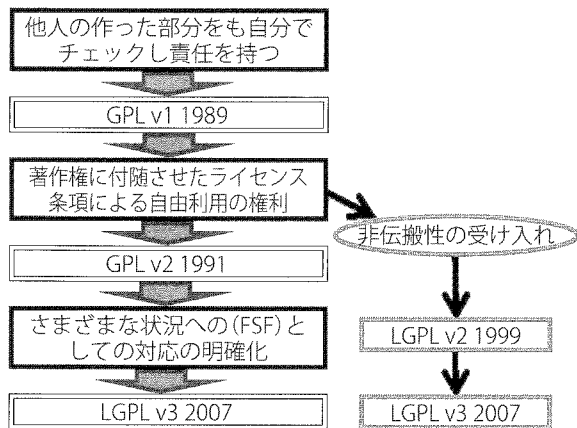 他人の作った部分をも自分で
チェックし責任を持つ
GPL v1 1989
著作権に付随させたライセンス
条項による自由利用の権利
GPL v2 1991
さまざまな状況への(FSF)と
しての対応の明確化
LGPL v3 2007
非伝搬性の受け入れ
LGPL v2 1999
LGPL v3 2007